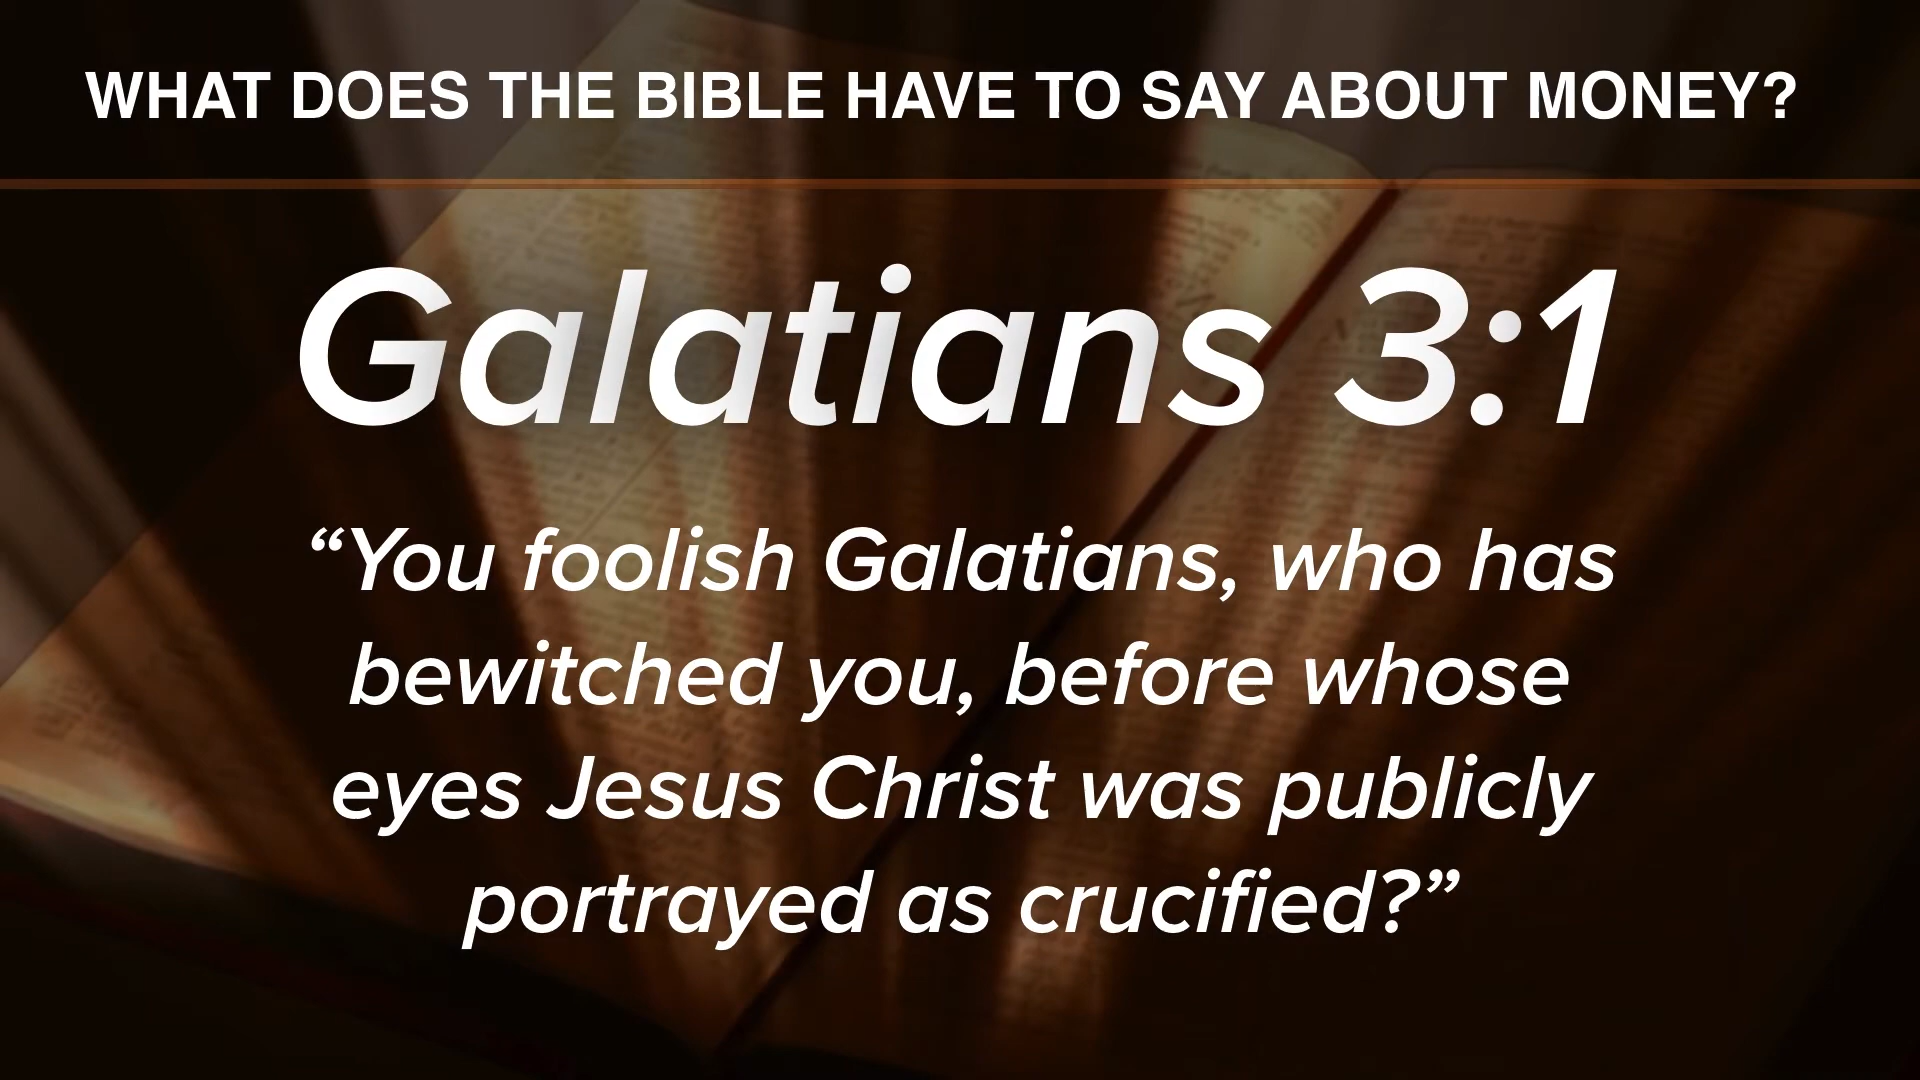 WHAT DOES THE BIBLE HAVE TO SAY ABOUT MONEY?
Galatians 3:1
“You foolish Galatians, who has
bewitched you, before whose
eyes Jesus Christ was publicly
portrayed as crucified?”